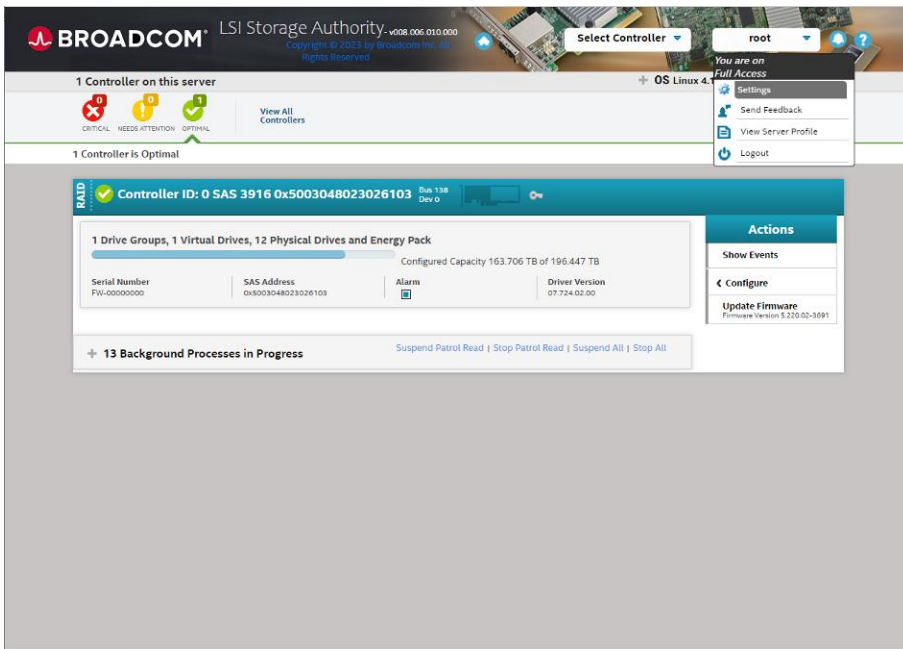 BROADCOM®
LSI Storage Authority- v008.006.010.000
Copyright © 2023 by Broadcom Inc. All
Rights Reserved
Select Controller
root
?
You are on
Full Access
Settings
Send Feedback
View Server Profile
Logout
1 Controller on this server
+ OS Linux 4.1
0
0
1
CRITICAL
NEEDS ATTENTION
OPTIMAL
View All
Controllers
1 Controller is Optimal
RAID
Controller ID: 0 SAS 3916 0x5003048023026103
Bus 138
Dev 0
1 Drive Groups, 1 Virtual Drives, 12 Physical Drives and Energy Pack
Configured Capacity 163.706 TB of 196.447 TB
Serial Number
FW-00000000
SAS Address
0x5003048023026103
Alarm
Driver Version
07.724.02.00
Actions
Show Events
Configure
Update Firmware
Firmware Version 5.220.02-3691
+ 13 Background Processes in Progress
Suspend Patrol Read | Stop Patrol Read | Suspend All | Stop All